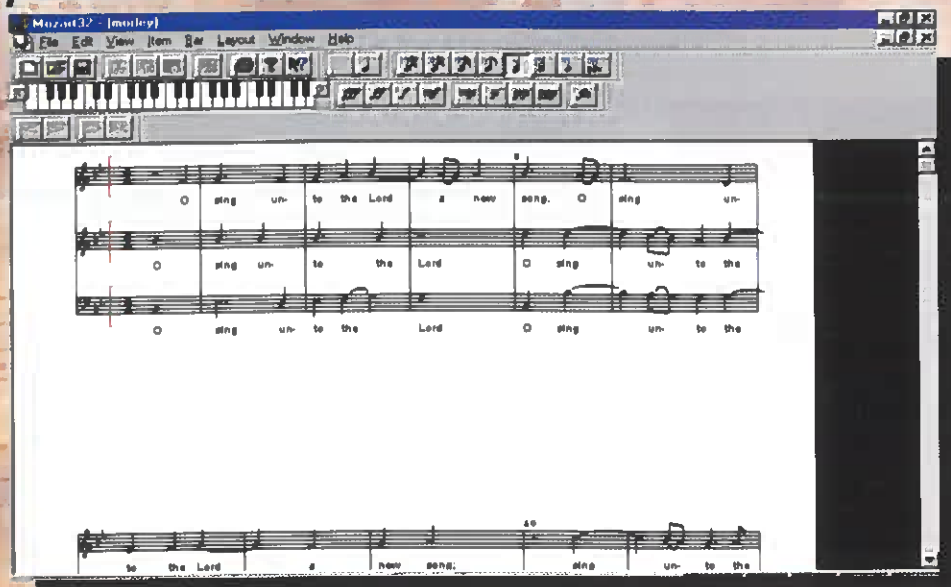 Mozart32 - [morley]
File Edit View Item Bar Layout Window Help
8
O sing un- to the Lord a new song. O sing un-
O sing un- to the Lord O sing un- to the
O sing un- to the Lord O sing un- to the
10
to the Lord a new song; sing un- to the